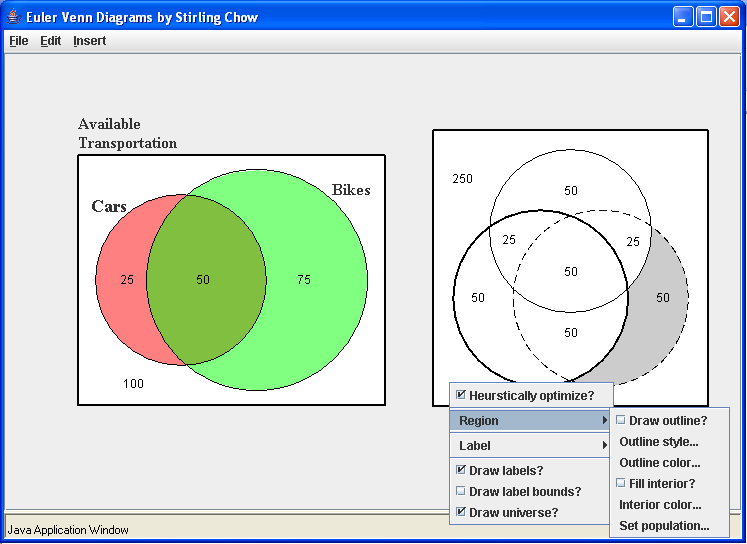 Euler Venn Diagrams by Stirling Chow
File Edit Insert
Available
Transportation
Cars
Bikes
25
50
75
100
250
50
25
25
50
50
50
50
Heurstically optimize?
Region
Label
Draw labels?
Draw label bounds?
Draw universe?
Draw outline?
Outline style...
Outline color...
Fill interior?
Interior color...
Set population...
Java Application Window